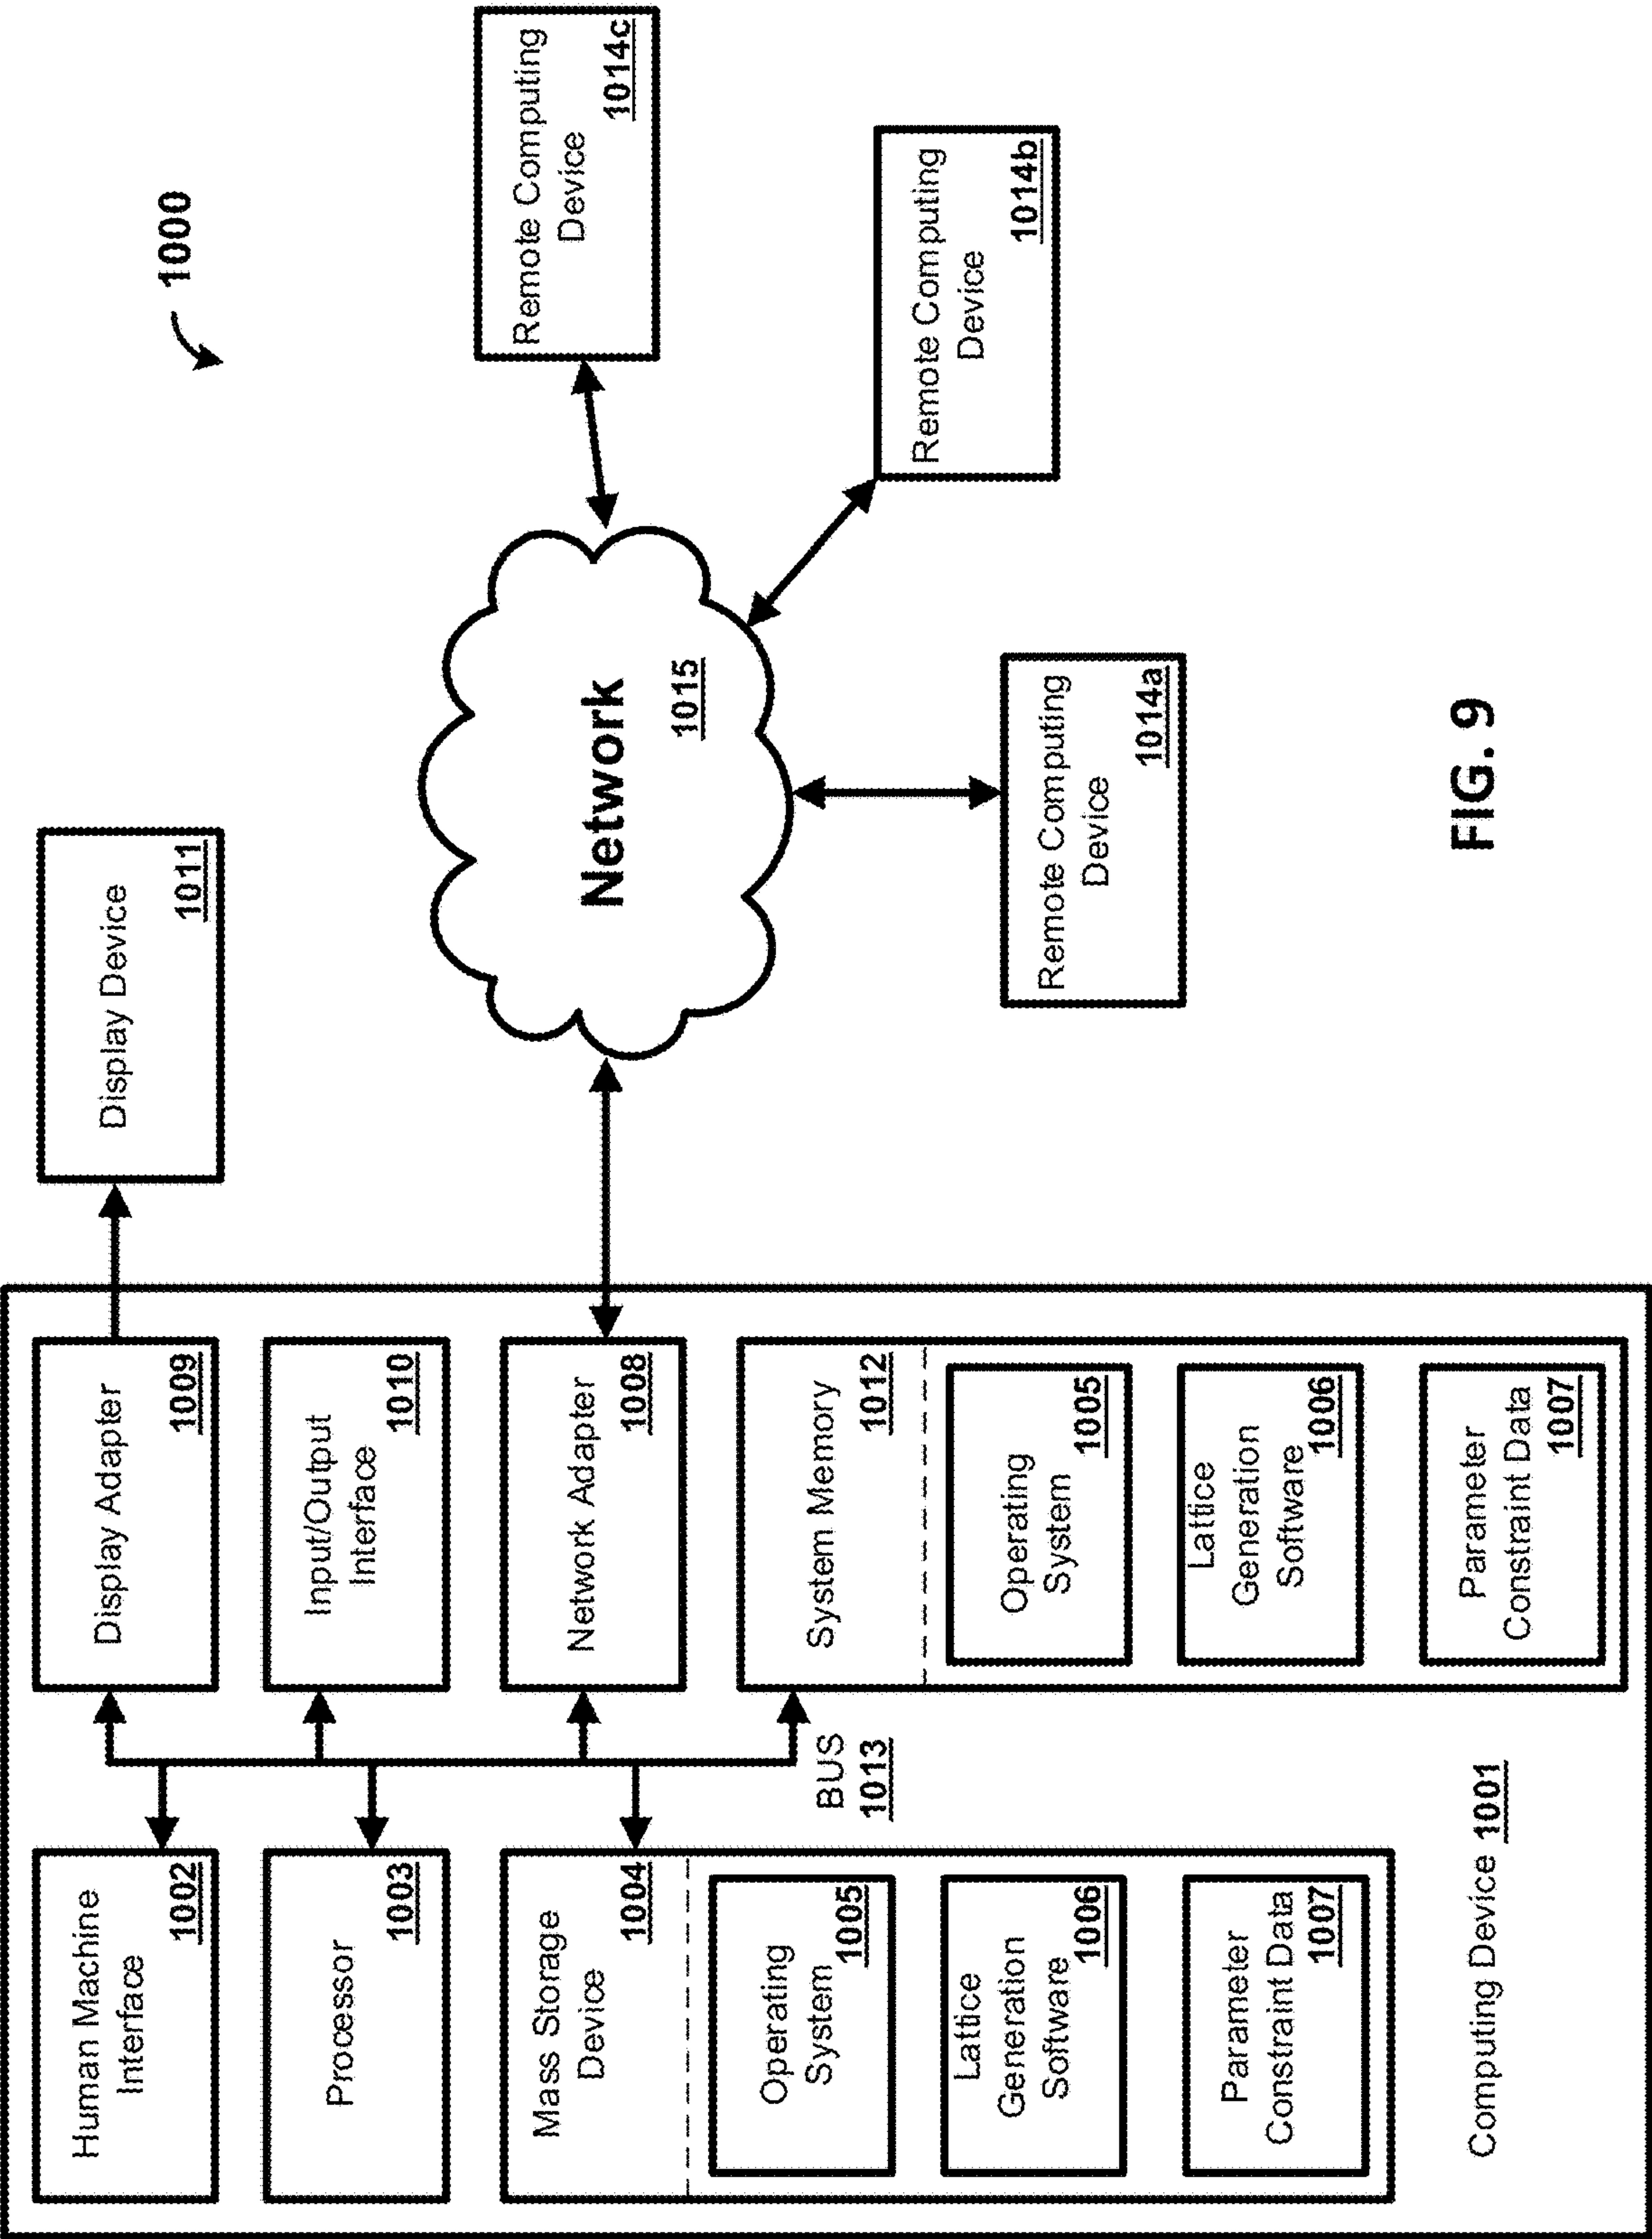 1000
Human Machine
Interface
1002
Processor
1003
Mass Storage
Device
1004
Operating
System
1005
Lattice
Generation
Software
1006
Parameter
Constraint Data
1007
Computing Device 1001
BUS
1013
Display Adapter
1009
Input/Output
Interface
1010
Network Adapter
1008
System Memory
1012
Operating
System
1005
Lattice
Generation
Software
1006
Parameter
Constraint Data
1007
Display Device
1011
Network
1015
Remote Computing
Device
1014a
Remote Computing
Device
1014b
Remote Computing
Device
1014c
FIG. 9